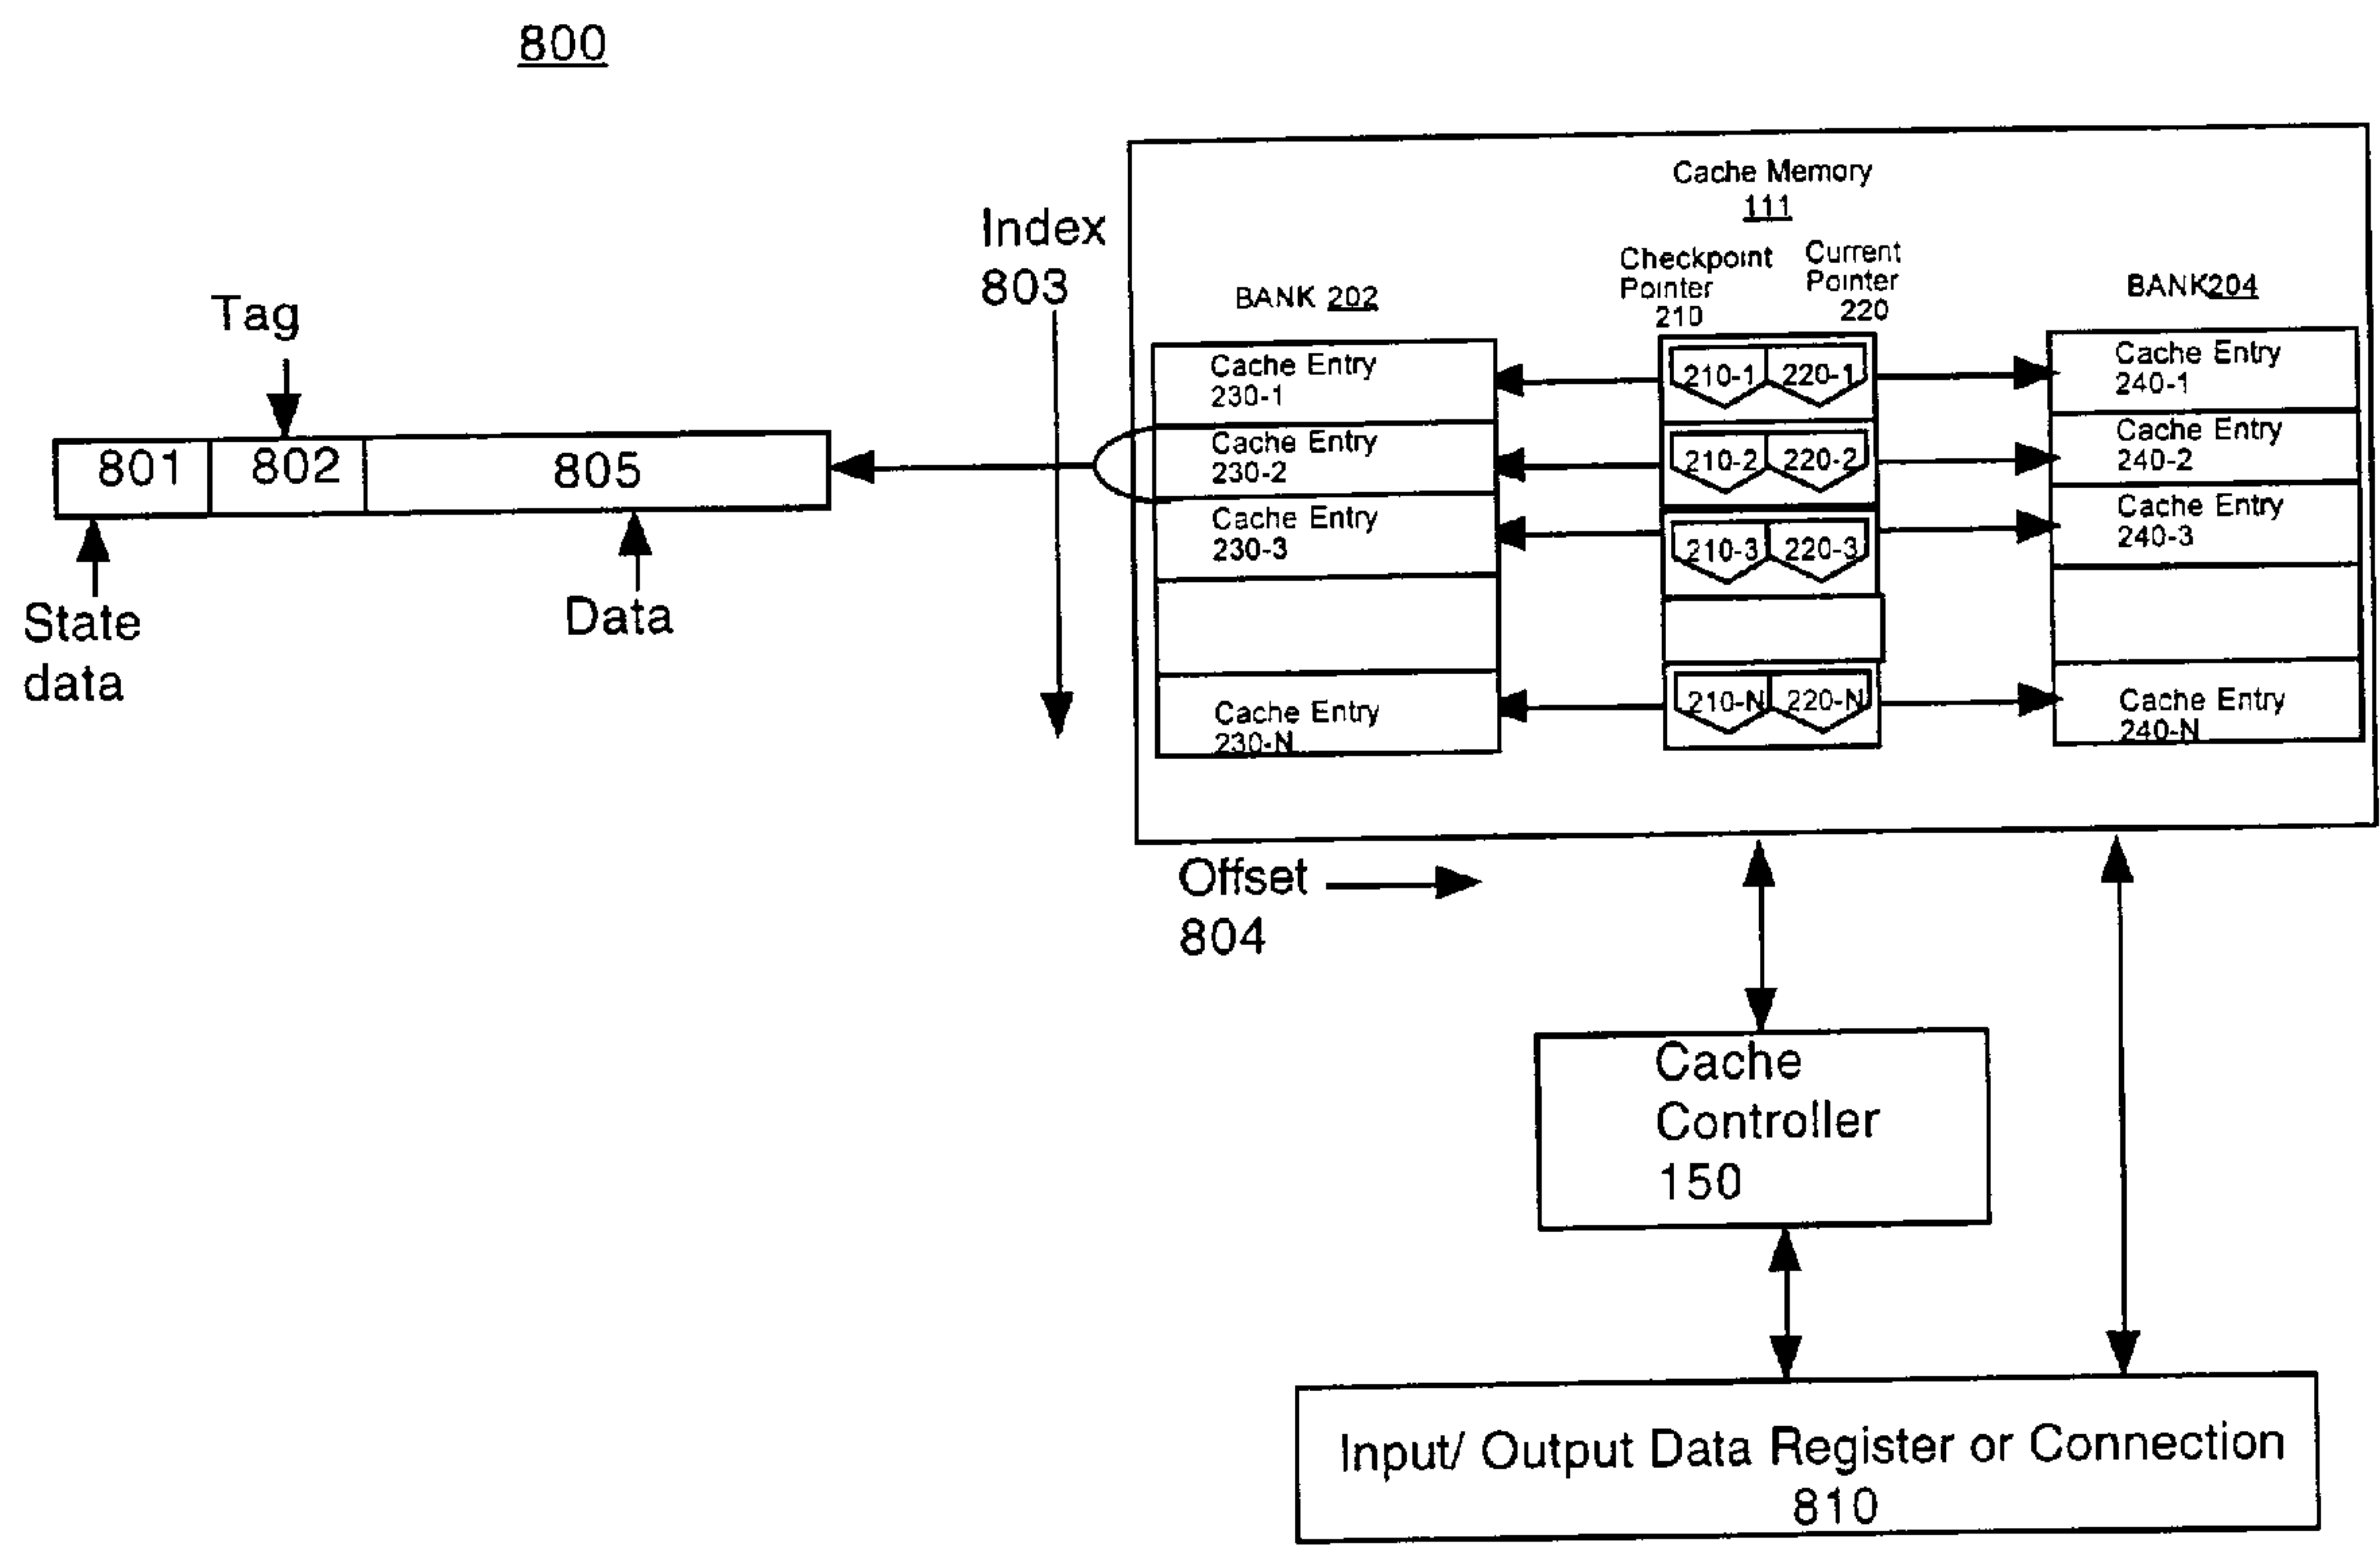 800
Cache Memory
111
Index
803
Checkpoint
Pointer
210
Current
Pointer
220
BANK 202
BANK204
Tag
801
802
805
State
data
Data
Cache Entry
230-1
210-1
220-1
Cache Entry
240-1
Cache Entry
230-2
210-2
220-2
Cache Entry
240-2
Cache Entry
230-3
210-3
220-3
Cache Entry
240-3
Cache Entry
230-N
210-N
220-N
Cache Entry
240-N
Offset
804
Cache
Controller
150
Input/ Output Data Register or Connection
810